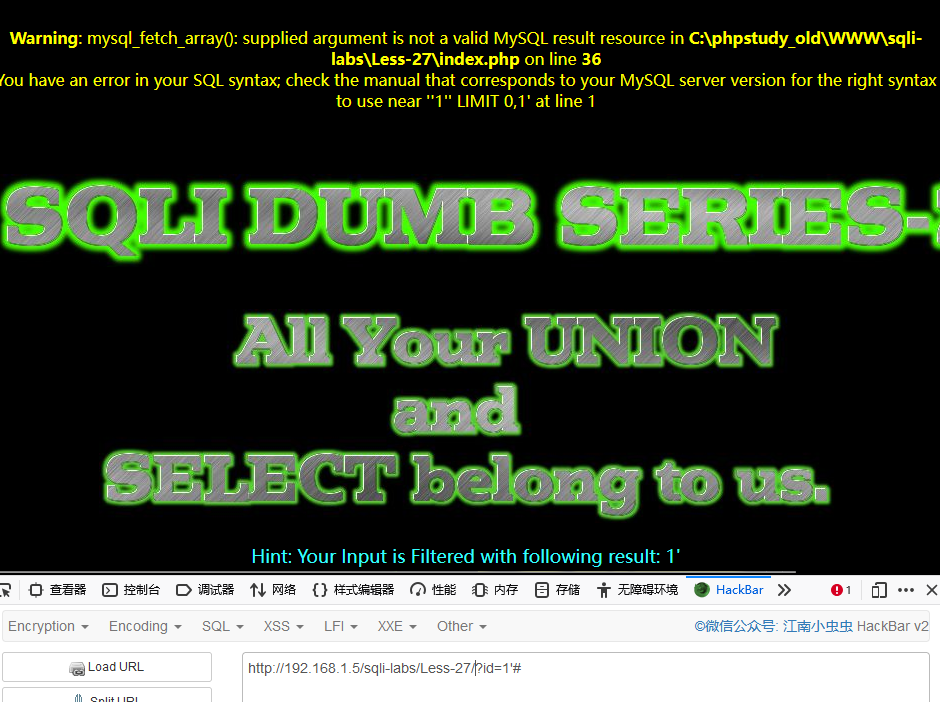 Warning: mysql_fetch_array(): supplied argument is not a valid MySQL result resource in C:\phpstudy_old\WWW\sqli-
labs\Less-27\index.php on line 36
You have an error in your SQL syntax; check the manual that corresponds to your MySQL server version for the right syntax
to use near ''1'' LIMIT 0,1' at line 1
SQLI DUMB SERIES-
All Your UNION
and
SELECT belong to us.
Hint: Your Input is Filtered with following result: 1'
查看器 控制台 调试器 网络 样式编辑器 性能 内存 存储 无障碍环境 HackBar 1
Encryption Encoding SQL XSS LFI XXE Other ©微信公众号: 江南小虫虫 HackBar v2
Load URL http://192.168.1.5/sqli-labs/Less-27/?id=1'#
Split URL